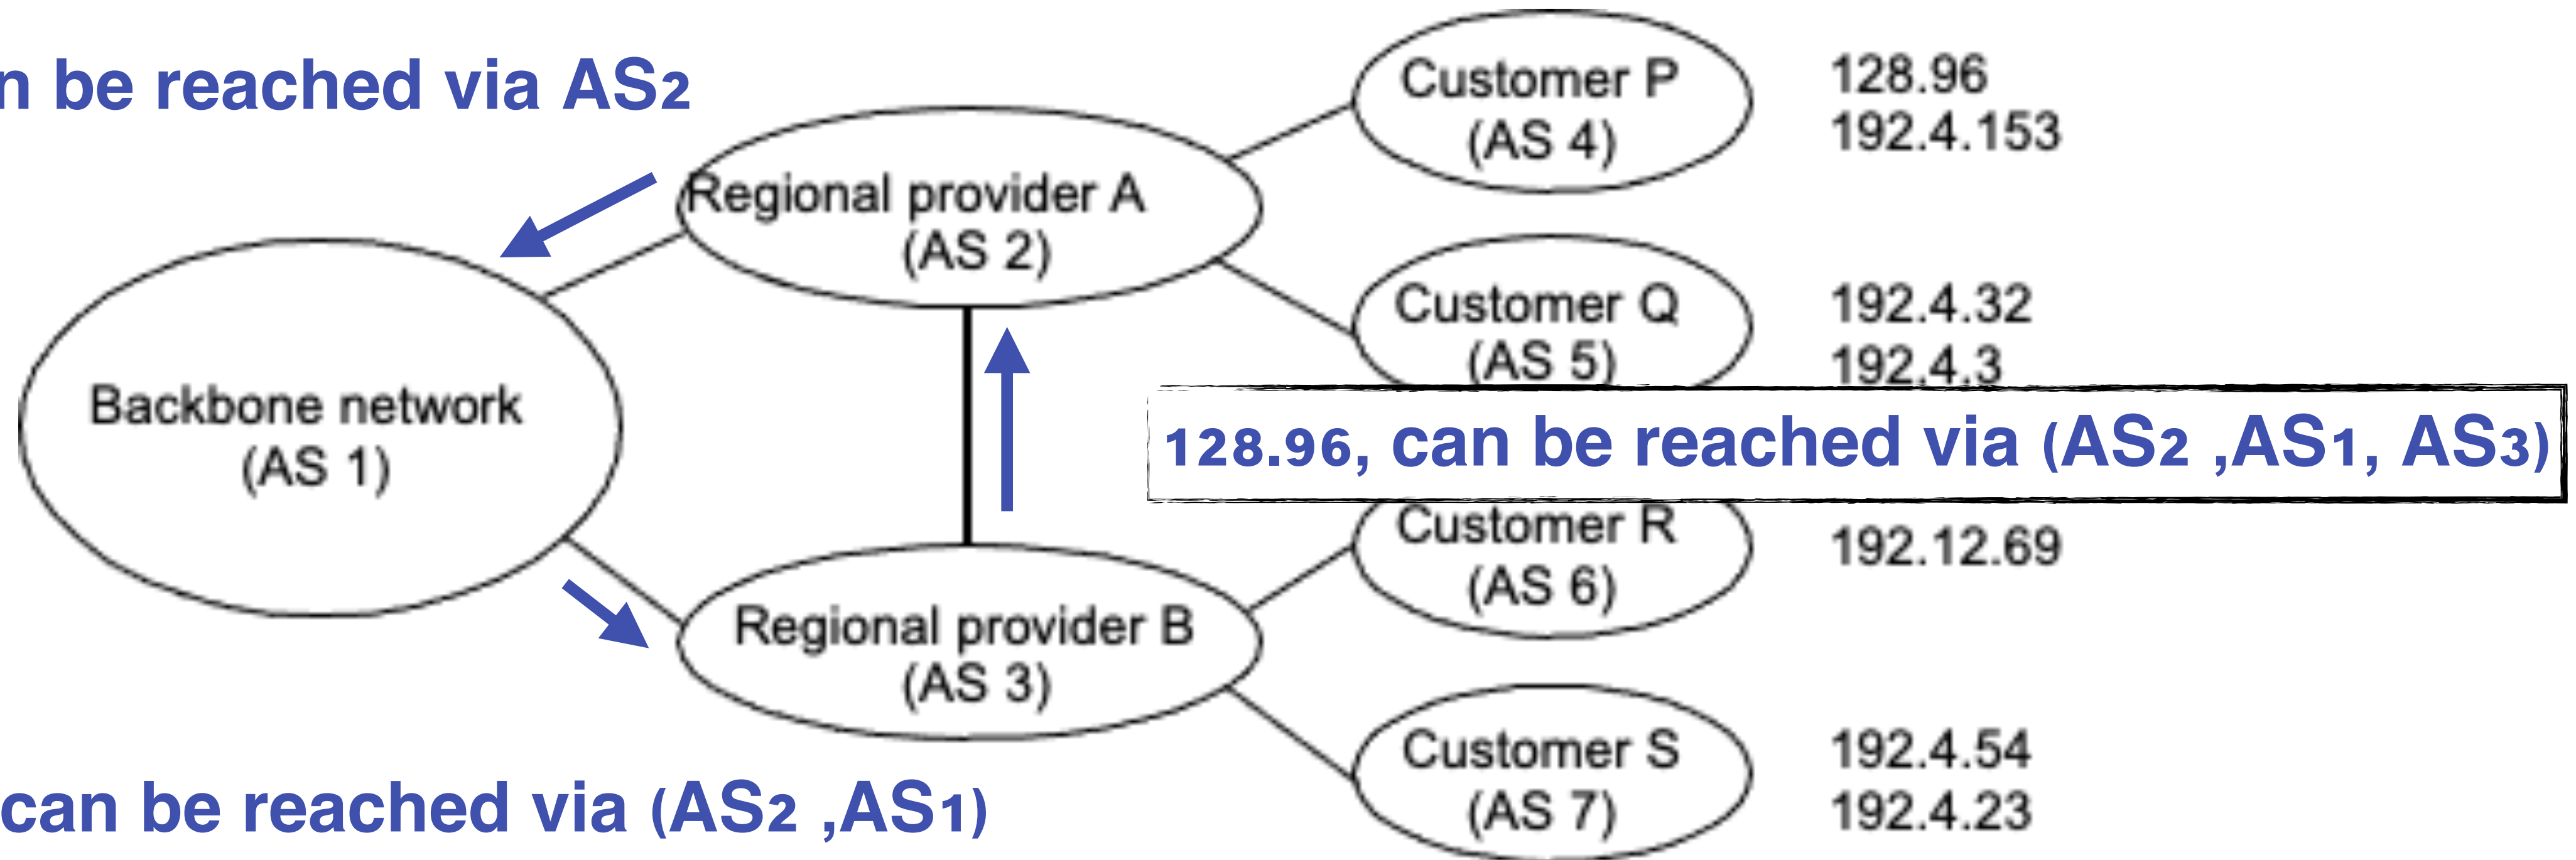 be reached via AS2
Customer P
(AS 4)
128.96
192.4.153
Regional provider A
(AS 2)
Customer Q
(AS 5)
192.4.32
192.4.3
Backbone network
(AS 1)
128.96, can be reached via (AS2 ,AS1, AS3)
Customer R
(AS 6)
192.12.69
Regional provider B
(AS 3)
Customer S
(AS 7)
192.4.54
192.4.23
can be reached via (AS2 ,AS1)